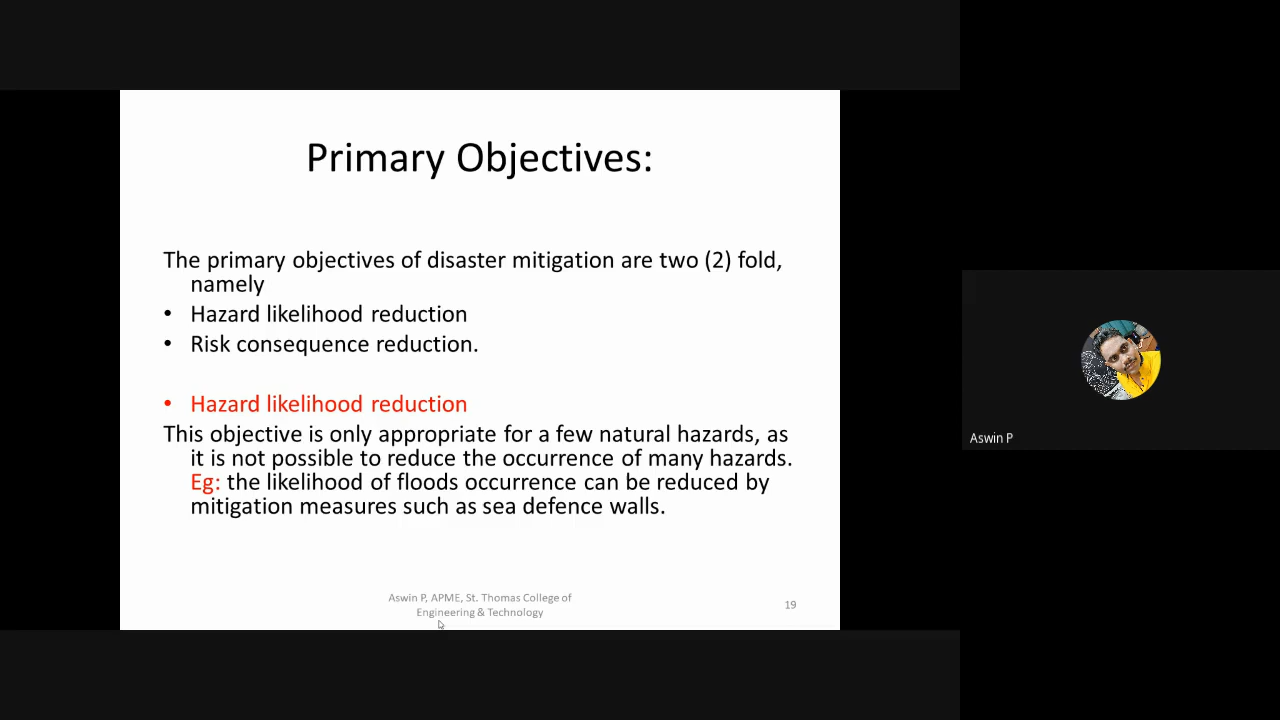 Primary Objectives:
The primary objectives of disaster mitigation are two (2) fold,
namely
• Hazard likelihood reduction
• Risk consequence reduction.
• Hazard likelihood reduction
This objective is only appropriate for a few natural hazards, as
it is not possible to reduce the occurrence of many hazards.
Eg: the likelihood of floods occurrence can be reduced by
mitigation measures such as sea defence walls.
Aswin P, APME, St. Thomas College of
Engineering & Technology
19
Aswin P